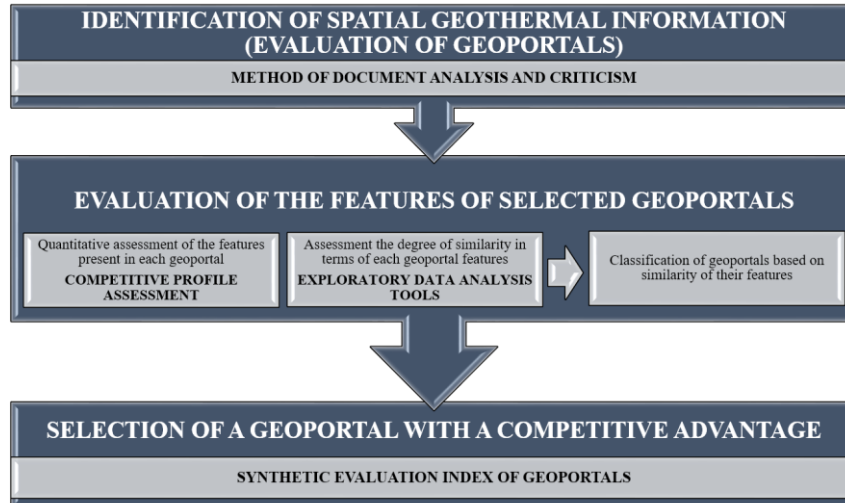 IDENTIFICATION OF SPATIAL GEOTHERMAL INFORMATION
(EVALUATION OF GEOPORTALS)
METHOD OF DOCUMENT ANALYSIS AND CRITICISM
EVALUATION OF THE FEATURES OF SELECTED GEOPORTALS
Quantitative assessment of the features
present in each geoportal
COMPETITIVE PROFILE
ASSESSMENT
Assessment the degree of similarity in
terms of each geoportal features
EXPLORATORY DATA ANALYSIS
TOOLS
Classification of geoportals based on
similarity of their features
SELECTION OF A GEOPORTAL WITH A COMPETITIVE ADVANTAGE
SYNTHETIC EVALUATION INDEX OF GEOPORTALS